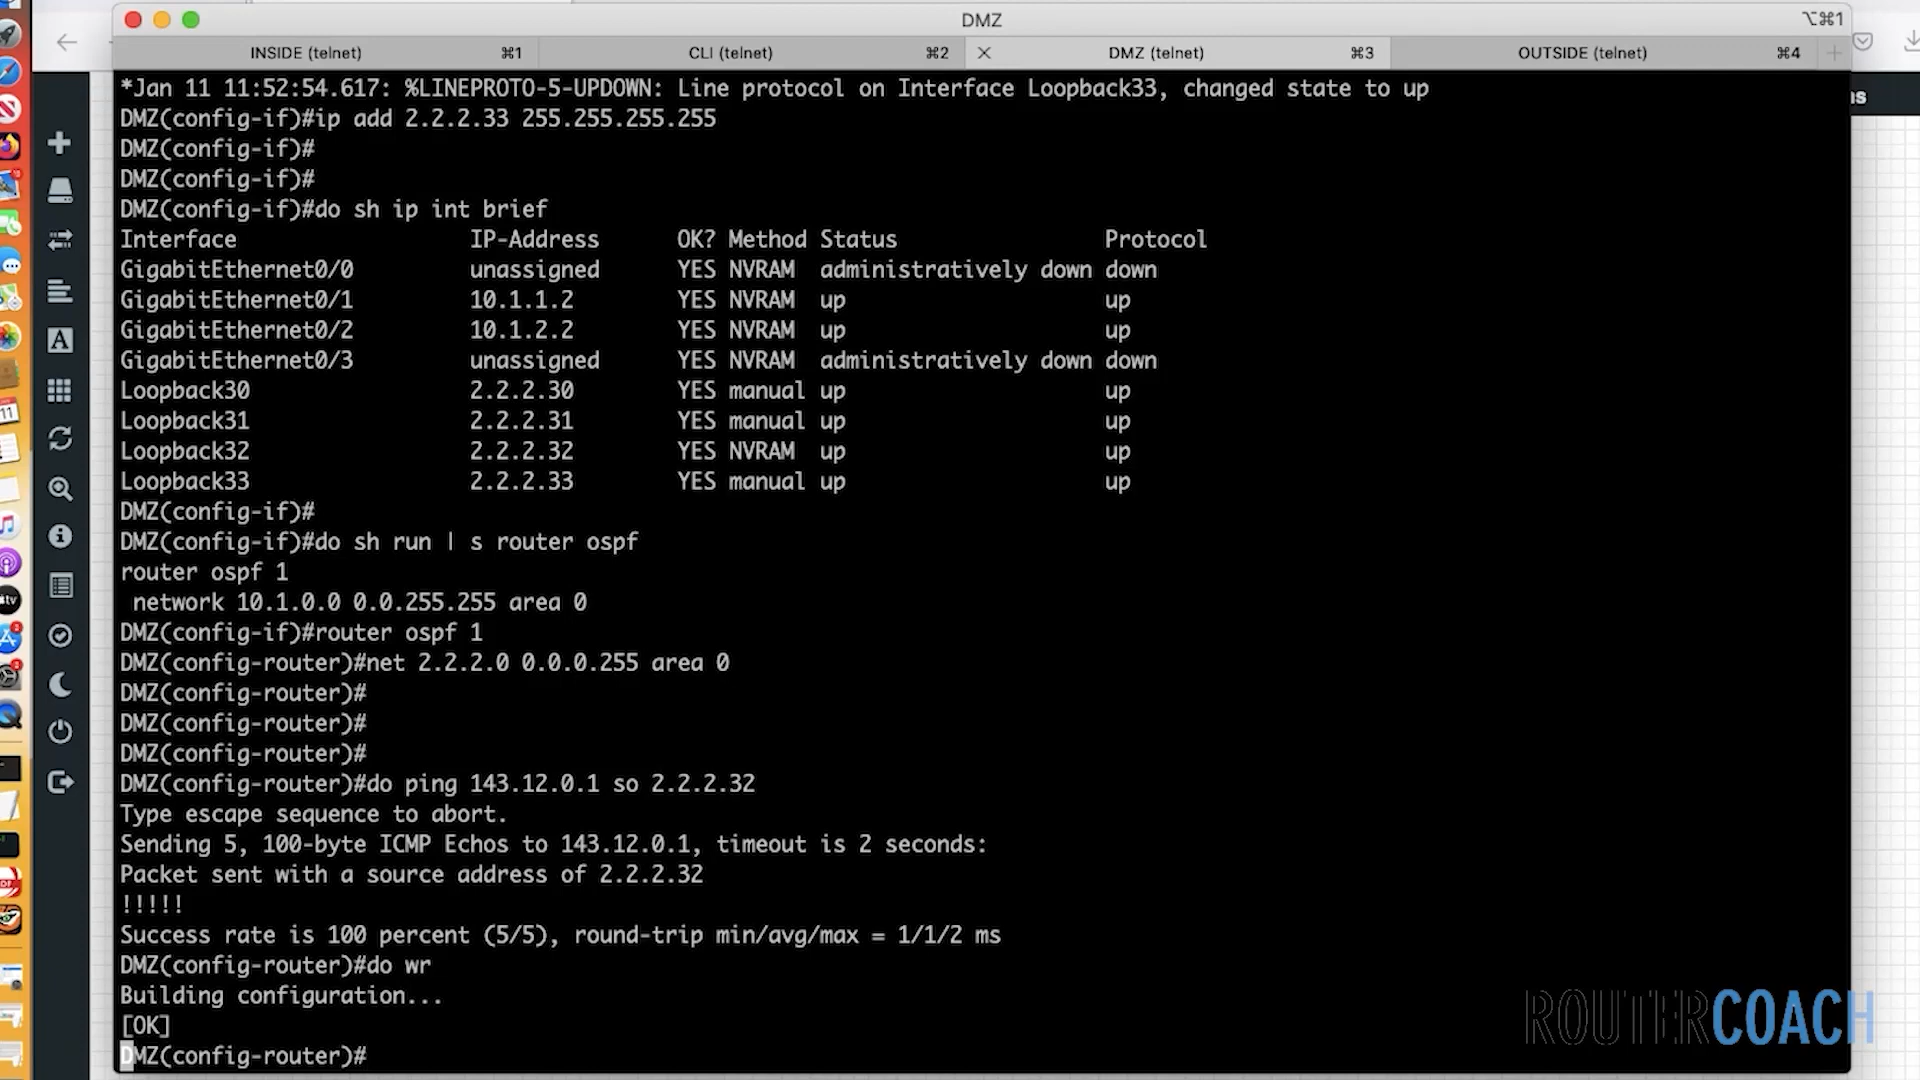 DMZ
⌥⌘1
INSIDE (telnet) ⌘1
CLI (telnet) ⌘2
DMZ (telnet) ⌘3
OUTSIDE (telnet) ⌘4
*Jan 11 11:52:54.617: %LINEPROTO-5-UPDOWN: Line protocol on Interface Loopback33, changed state to up
DMZ(config-if)#ip add 2.2.2.33 255.255.255.255
DMZ(config-if)#
DMZ(config-if)#
DMZ(config-if)#do sh ip int brief
Interface IP-Address OK? Method Status Protocol
GigabitEthernet0/0 unassigned YES NVRAM administratively down down
GigabitEthernet0/1 10.1.1.2 YES NVRAM up up
GigabitEthernet0/2 10.1.2.2 YES NVRAM up up
GigabitEthernet0/3 unassigned YES NVRAM administratively down down
Loopback30 2.2.2.30 YES manual up up
Loopback31 2.2.2.31 YES manual up up
Loopback32 2.2.2.32 YES NVRAM up up
Loopback33 2.2.2.33 YES manual up up
DMZ(config-if)#
DMZ(config-if)#do sh run | s router ospf
router ospf 1
network 10.1.0.0 0.0.255.255 area 0
DMZ(config-if)#router ospf 1
DMZ(config-router)#net 2.2.2.0 0.0.0.255 area 0
DMZ(config-router)#
DMZ(config-router)#
DMZ(config-router)#
DMZ(config-router)#do ping 143.12.0.1 so 2.2.2.32
Type escape sequence to abort.
Sending 5, 100-byte ICMP Echos to 143.12.0.1, timeout is 2 seconds:
Packet sent with a source address of 2.2.2.32
!!!!!
Success rate is 100 percent (5/5), round-trip min/avg/max = 1/1/2 ms
DMZ(config-router)#do wr
Building configuration...
[OK]
DMZ(config-router)#
ROUTERCOACH